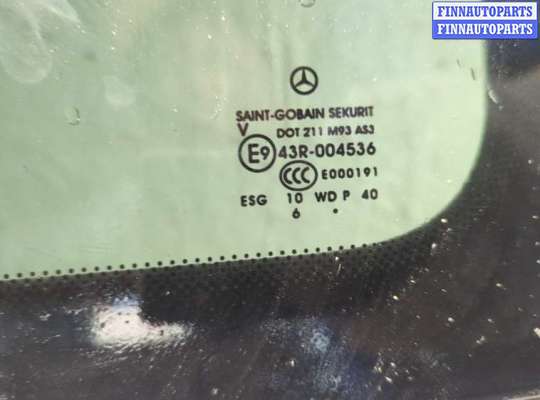 FINNAUTOPARTS
FINNAUTOPARTS
SAINT-GOBAIN SEKURIT
V DOT 211 M93 AS3
E9 43R-004536
CCC E000191
ESG 10 WD P 40
6 •